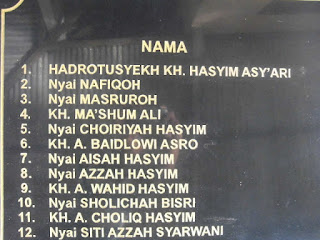 NAMA
1. HADROTUSYEKH KH. HASYIM ASY'ARI
2. Nyai NAFIQOH
3. Nyai MASRUROH
4. KH. MA'SHUM ALI
5. Nyai CHOIRIYAH HASYIM
6. KH. A. BAIDLOWI ASRO
7. Nyai AISAH HASYIM
8. Nyai AZZAH HASYIM
9. KH. A. WAHID HASYIM
10. Nyai SHOLICHAH BISRI
11. KH. A. CHOLIQ HASYIM
12. Nyai SITI AZZAH SYARWANI